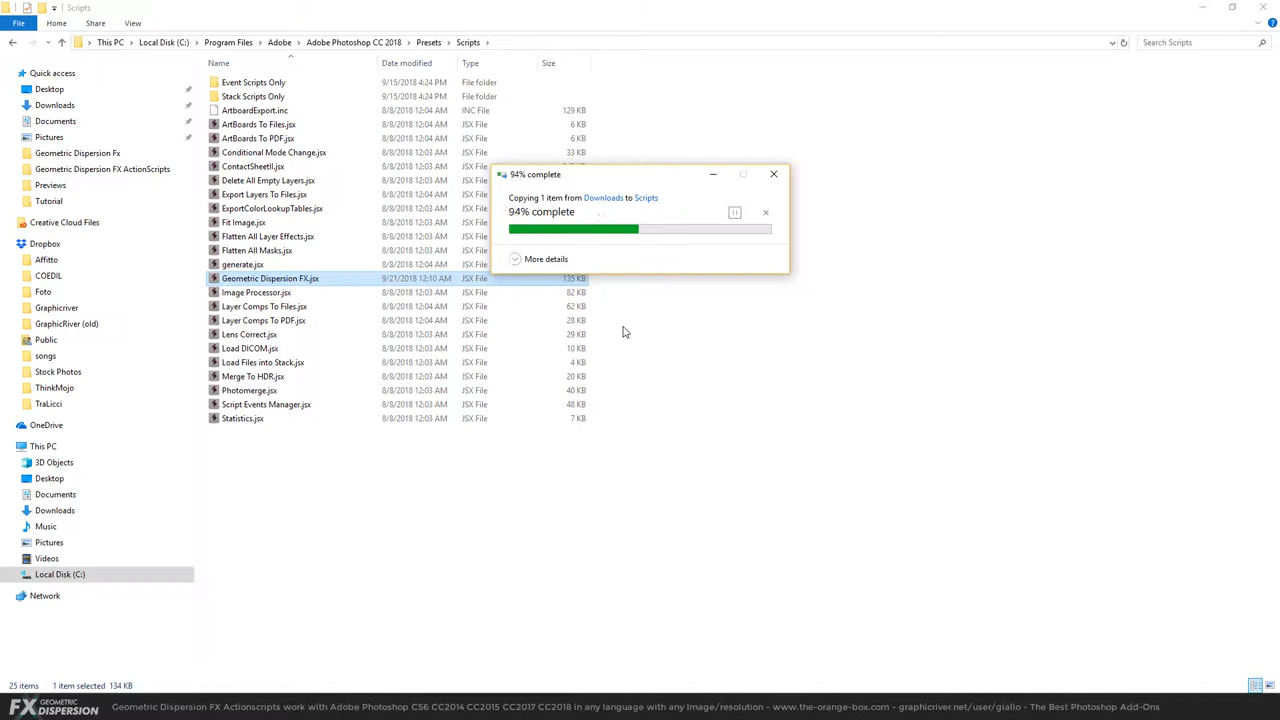 Scripts
File Home Share View
This PC Local Disk (C:) Program Files Adobe Adobe Photoshop CC 2018 Presets Scripts
Search Scripts
Name Date modified Type Size
Quick access
Desktop
Downloads
Documents
Pictures
Geometric Dispersion Fx
Geometric Dispersion FX ActionScripts
Previews
Tutorial
Creative Cloud Files
Dropbox
Affitto
COEDIL
Foto
Graphicriver
GraphicRiver (old)
Public
songs
Stock Photos
ThinkMojo
TraLicci
OneDrive
This PC
3D Objects
Desktop
Documents
Downloads
Music
Pictures
Videos
Local Disk (C:)
Network
Event Scripts Only 9/15/2018 4:24 PM File folder
Stack Scripts Only 9/15/2018 4:24 PM File folder
ArtboardExport.inc 8/8/2018 12:04 AM INC File 129 KB
ArtBoards To Files.jsx 8/8/2018 12:04 AM JSX File 6 KB
ArtBoards To PDF.jsx 8/8/2018 12:04 AM JSX File 6 KB
Conditional Mode Change.jsx 8/8/2018 12:03 AM JSX File 33 KB
ContactSheetII.jsx 8/8/2018 12:03 AM JSX File
Delete All Empty Layers.jsx 8/8/2018 12:03 AM JSX File
Export Layers To Files.jsx 8/8/2018 12:03 AM JSX File
ExportColorLookupTables.jsx 8/8/2018 12:03 AM JSX File
Fit Image.jsx 8/8/2018 12:03 AM JSX File
Flatten All Layer Effects.jsx 8/8/2018 12:03 AM JSX File
Flatten All Masks.jsx 8/8/2018 12:03 AM JSX File
generate.jsx 8/8/2018 12:04 AM JSX File
Geometric Dispersion FX.jsx 9/21/2018 12:10 AM JSX File 135 KB
Image Processor.jsx 8/8/2018 12:03 AM JSX File 82 KB
Layer Comps To Files.jsx 8/8/2018 12:04 AM JSX File 62 KB
Layer Comps To PDF.jsx 8/8/2018 12:04 AM JSX File 28 KB
Lens Correct.jsx 8/8/2018 12:03 AM JSX File 29 KB
Load DICOM.jsx 8/8/2018 12:03 AM JSX File 10 KB
Load Files into Stack.jsx 8/8/2018 12:03 AM JSX File 4 KB
Merge To HDR.jsx 8/8/2018 12:03 AM JSX File 20 KB
Photomerge.jsx 8/8/2018 12:03 AM JSX File 40 KB
Script Events Manager.jsx 8/8/2018 12:03 AM JSX File 48 KB
Statistics.jsx 8/8/2018 12:03 AM JSX File 7 KB
94% complete
Copying 1 item from Downloads to Scripts
94% complete
More details
25 items 1 item selected 134 KB
FX GEOMETRIC DISPERSION
Geometric Dispersion FX Artionscripts work with Adobe Photoshop CS6 CC2014 CC2015 CC2017 CC2018 in any language with any Image/resolution - www.the-orange-box.com - graphicriver.net/user/giallo - The Best Photoshop Add-Ons